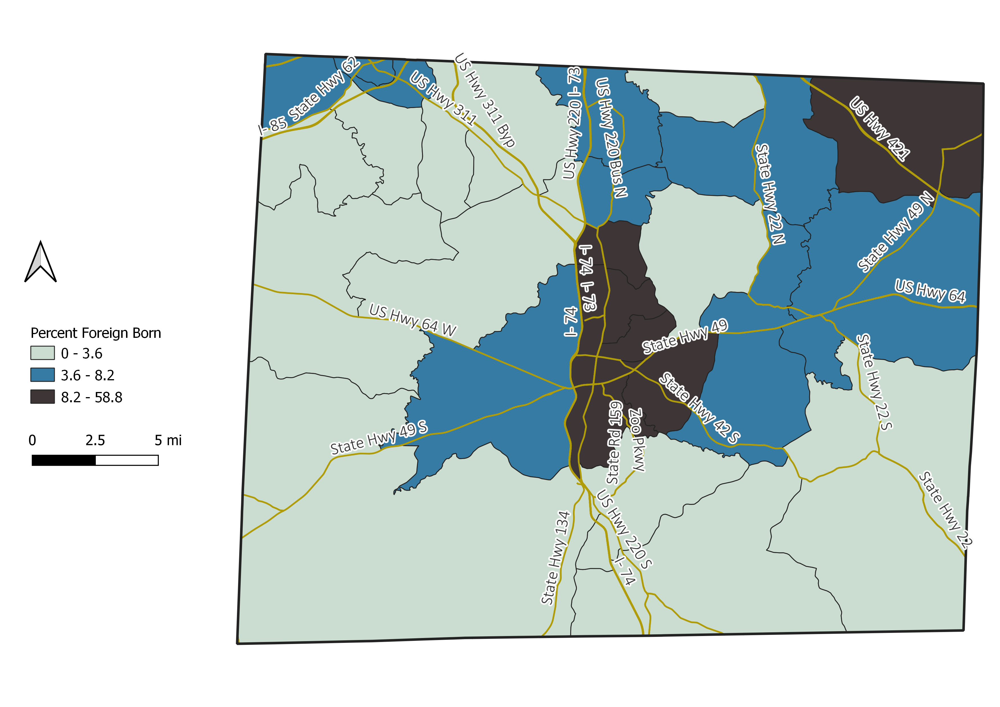 State Hwy 62
I- 85
US Hwy 311
US Hwy 311 Byp
I- 73
US Hwy 220
US Hwy 220 Bus N
US Hwy 421
State Hwy 22 N
State Hwy 49 N
US Hwy 64
I- 74
I- 73
I- 74
US Hwy 64 W
State Hwy 49
State Hwy 42 S
State Hwy 22 S
State Rd 159
Zoo Pkwy
State Hwy 49 S
State Hwy 22
State Hwy 134
US Hwy 220 S
I- 74
Percent Foreign Born
0 - 3.6
3.6 - 8.2
8.2 - 58.8
0 2.5 5 mi